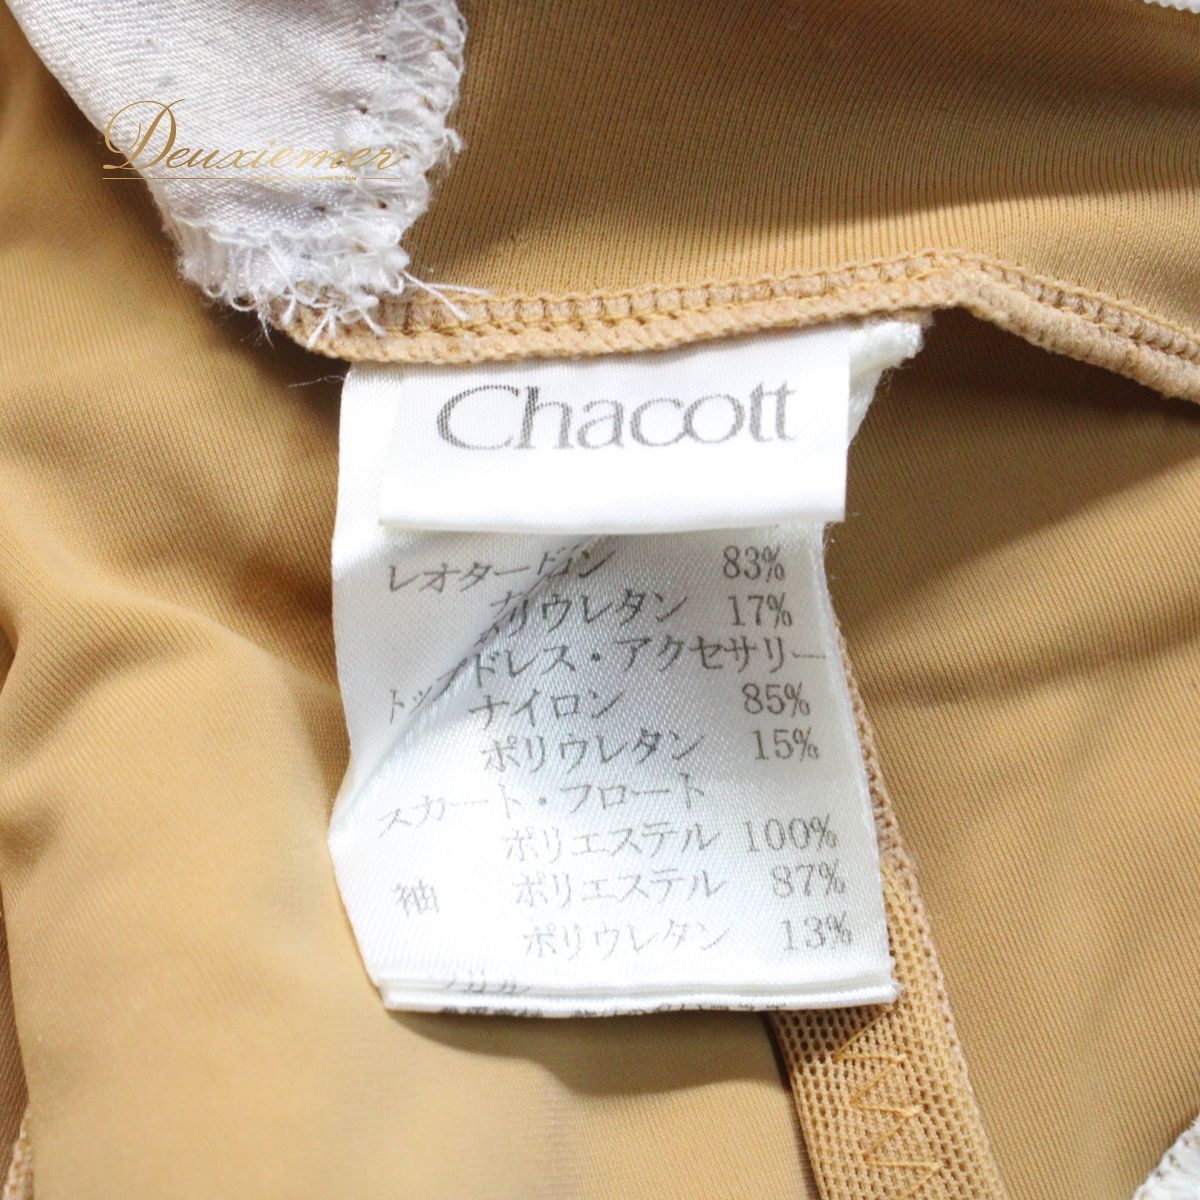 Deuxiemer
Chacott
レオタード
83%
ポリウレタン 17%
トップドレス・アクセサリー
ナイロン 85%
ポリウレタン 15%
スカート・フロート
ポリエステル 100%
袖 ポリエステル 87%
ポリウレタン 13%